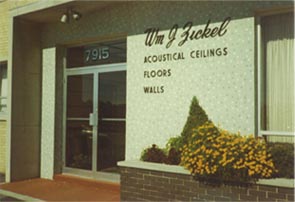 7915
Wm J Zickel
ACOUSTICAL CEILINGS
FLOORS
WALLS